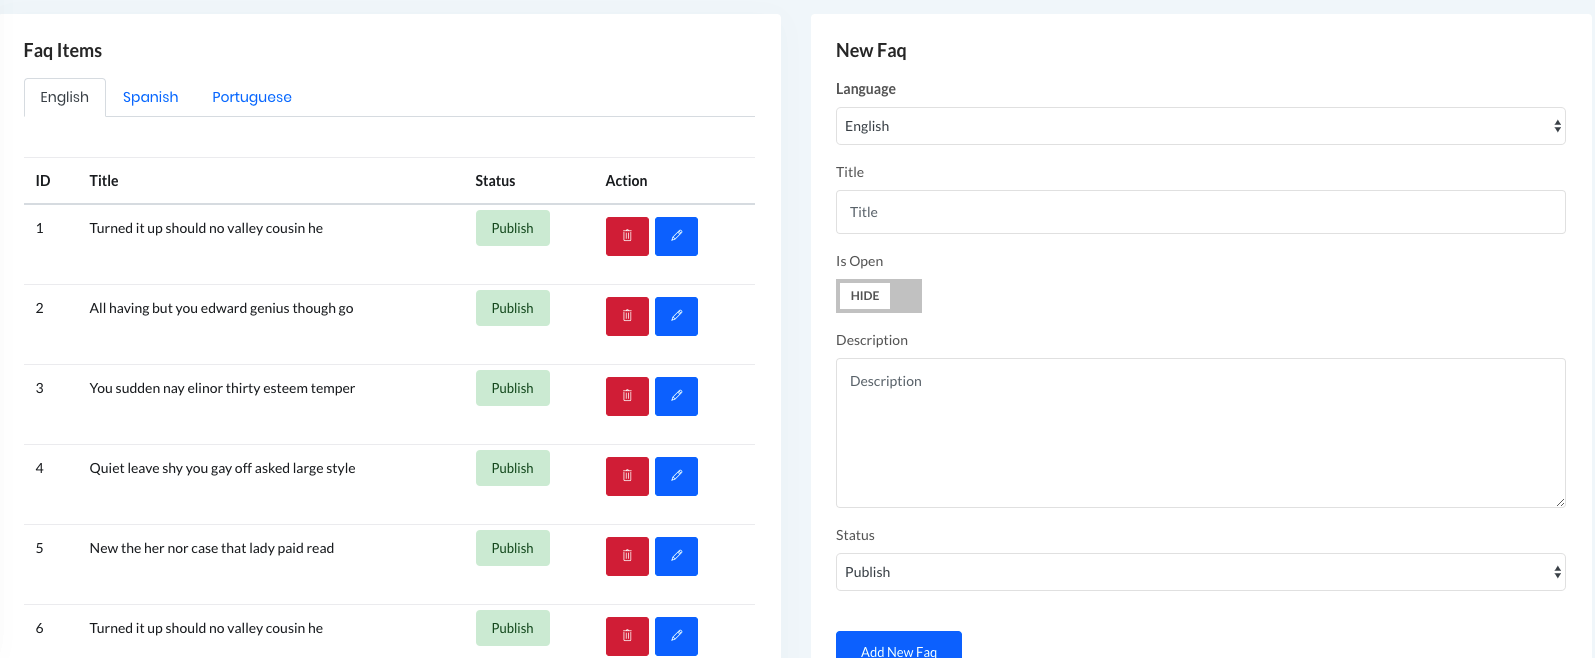 Faq Items
English Spanish Portuguese
ID Title Status Action
1 Turned it up should no valley cousin he Publish
2 All having but you edward genius though go Publish
3 You sudden nay elinor thirty esteem temper Publish
4 Quiet leave shy you gay off asked large style Publish
5 New the her nor case that lady paid read Publish
6 Turned it up should no valley cousin he Publish
New Faq
Language
English
Title
Title
Is Open
HIDE
Description
Description
Status
Publish
Add New Faq